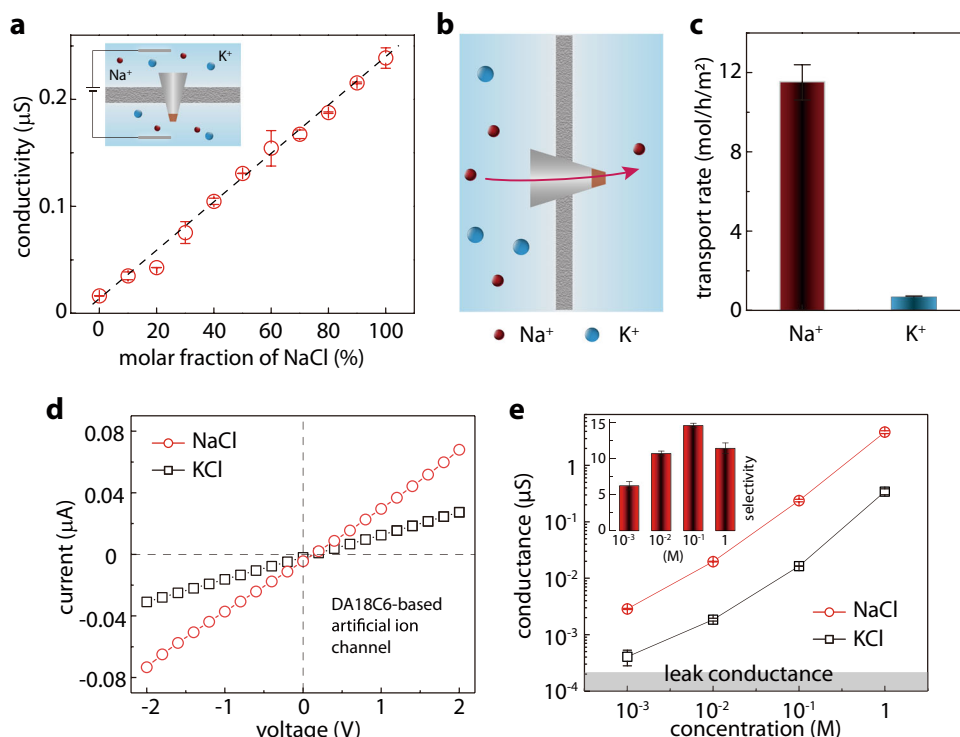 a
conductivity (µS)
0.2
0.1
0
Na⁺
K⁺
0 20 40 60 80 100
molar fraction of NaCl (%)
b
Na⁺ K⁺
c
transport rate (mol/h/m²)
12
8
4
0
Na⁺ K⁺
d
current (µA)
0.08
0.04
0
-0.04
-0.08
NaCl
KCl
DA18C6-based
artificial ion
channel
-2 -1 0 1 2
voltage (V)
e
conductance (µS)
1
10⁻¹
10⁻²
10⁻³
10⁻⁴
15
10
5
0
selectivity
10⁻³ 10⁻² 10⁻¹ 1
(M)
NaCl
KCl
leak conductance
10⁻³ 10⁻² 10⁻¹ 1
concentration (M)